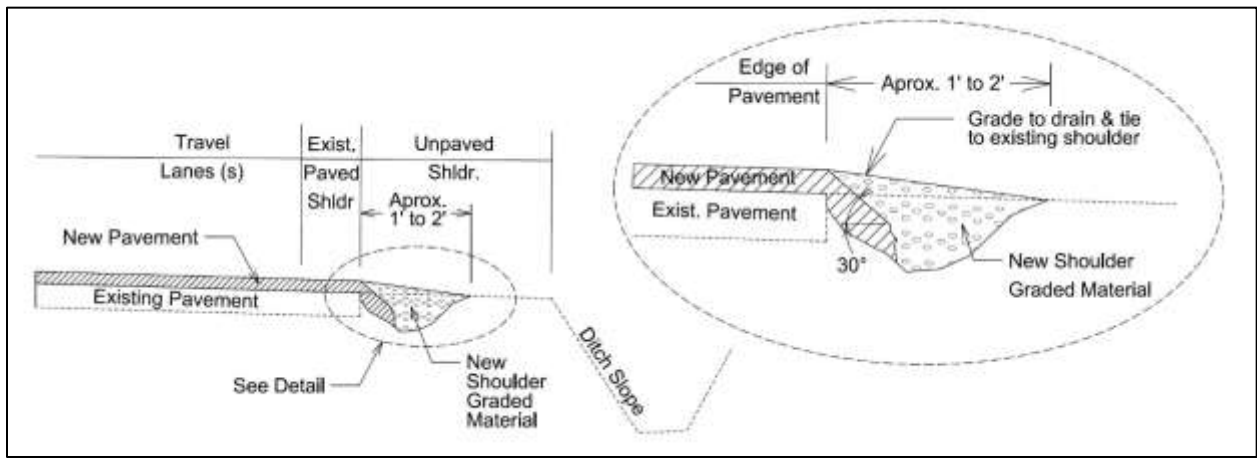 Travel
Lanes (s)
Exist.
Paved
Shldr
Unpaved
Shldr.
Aprox.
1' to 2'
New Pavement
Existing Pavement
See Detail
New
Shoulder
Graded
Material
Ditch Slope
Edge of
Pavement
Aprox. 1' to 2'
Grade to drain & tie
to existing shoulder
New Pavement
Exist. Pavement
30°
New Shoulder
Graded Material